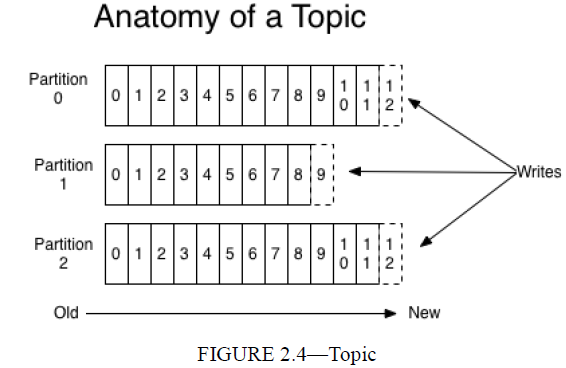 Anatomy of a Topic
Partition
0
0 1 2 3 4 5 6 7 8 9 10 11 12
Partition
1
0 1 2 3 4 5 6 7 8 9
Writes
Partition
2
0 1 2 3 4 5 6 7 8 9 10 11 12
Old New
FIGURE 2.4—Topic